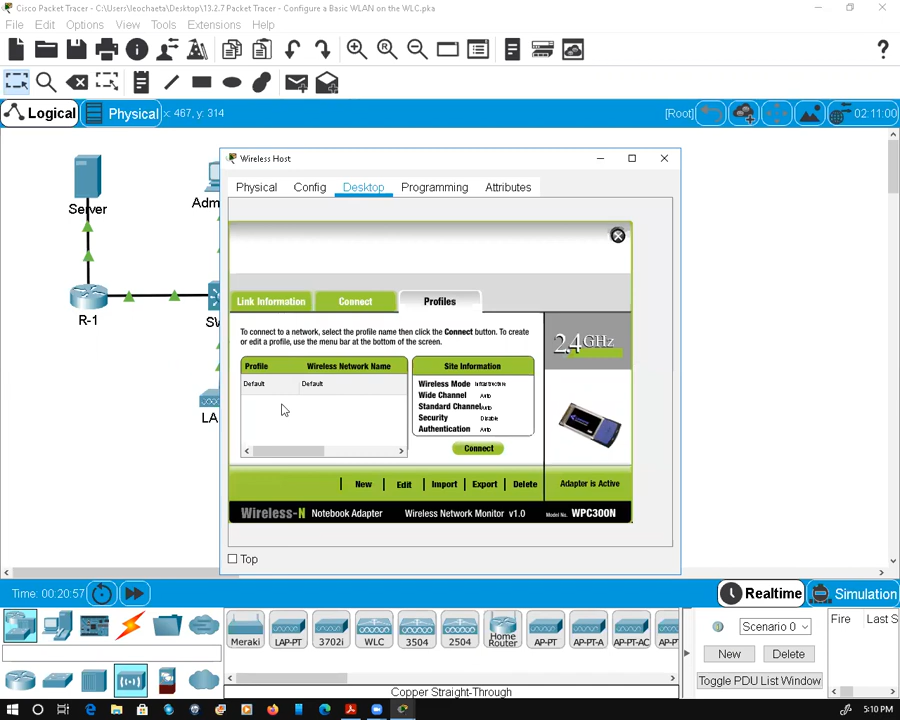 Cisco Packet Tracer - C:\Users\leochaeta\Desktop\13.2.7 Packet Tracer - Configure a Basic WLAN on the WLC.pka
File Edit Options View Tools Extensions Help
Logical Physical x: 467, y: 314 [Root] 02:11:00
Server
Adm
R-1
SW
LA
Wireless Host
Physical Config Desktop Programming Attributes
Link Information Connect Profiles
To connect to a network, select the profile name then click the Connect button. To create
or edit a profile, use the menu bar at the bottom of the screen.
2.4GHz
Profile Wireless Network Name
Default Default
Site Information
Wireless Mode Infrastructure
Wide Channel Auto
Standard Channel Auto
Security Disable
Authentication Auto
Connect
New Edit Import Export Delete
Adapter is Active
Wireless-N Notebook Adapter Wireless Network Monitor v1.0 Model No. WPC300N
Top
Time: 00:20:57
Realtime Simulation
Meraki LAP-PT 3702i WLC 3504 2504 Home Router AP-PT AP-PT-A AP-PT-AC AP-PT
Copper Straight-Through
Scenario 0
New Delete
Toggle PDU List Window
Fire Last S
5:10 PM